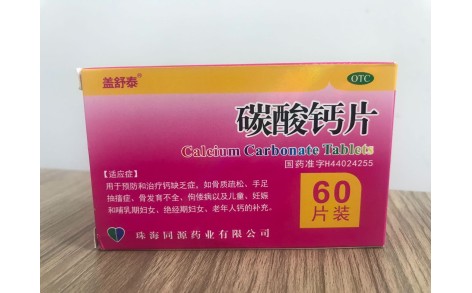 盖舒泰®
OTC
碳酸钙片
Calcium Carbonate Tablets
国药准字H44024255
【适应症】
用于预防和治疗钙缺乏症，如骨质疏松、手足
抽搐症、骨发育不全、佝偻病以及儿童、妊娠
和哺乳期妇女、绝经期妇女、老年人钙的补充。
60
片装
珠海同源药业有限公司